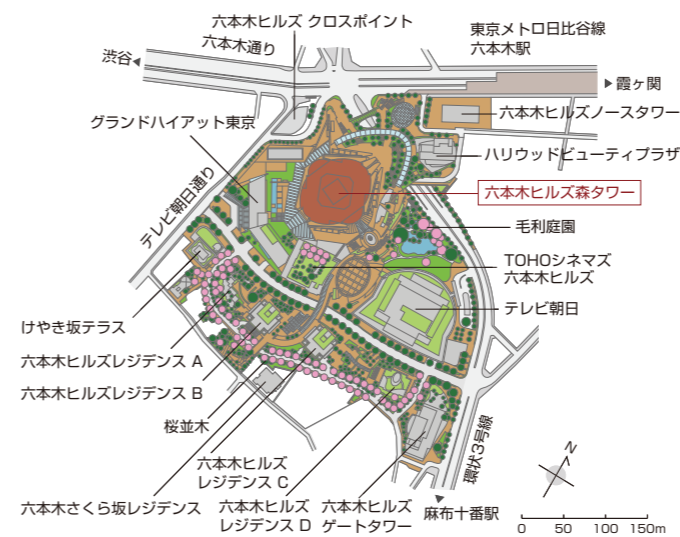 六本木ヒルズ クロスポイント
六本木通り
渋谷
東京メトロ日比谷線
六本木駅
霞ヶ関
六本木ヒルズノースタワー
グランドハイアット東京
ハリウッドビューティプラザ
六本木ヒルズ森タワー
テレビ朝日通り
毛利庭園
TOHOシネマズ
六本木ヒルズ
テレビ朝日
けやき坂テラス
六本木ヒルズレジデンス A
六本木ヒルズレジデンス B
桜並木
六本木ヒルズ
レジデンス C
六本木さくら坂レジデンス
六本木ヒルズ
レジデンス D
六本木ヒルズ
ゲートタワー
環状3号線
麻布十番駅
N
0 50 100 150m